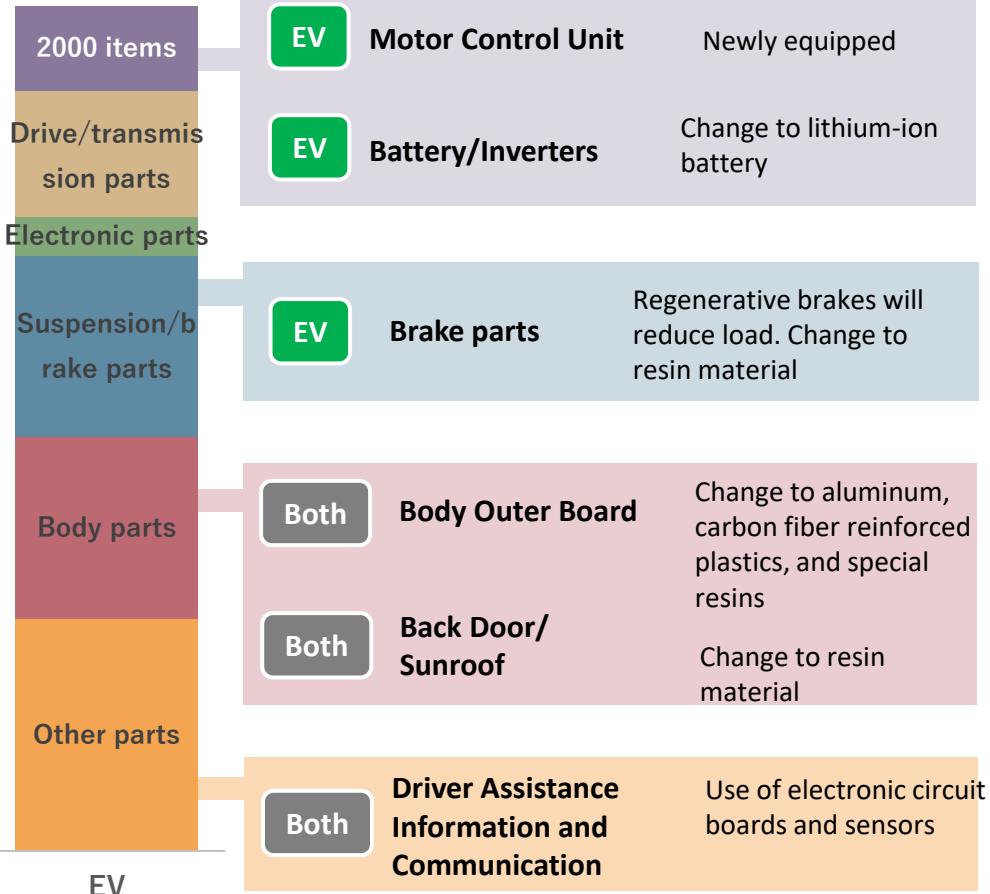 2000 items
Drive/transmis
sion parts
Electronic parts
Suspension/b
rake parts
Body parts
Other parts
EV
EV
Motor Control Unit
Newly equipped
EV
Battery/Inverters
Change to lithium-ion
battery
EV
Brake parts
Regenerative brakes will
reduce load. Change to
resin material
Both
Body Outer Board
Change to aluminum,
carbon fiber reinforced
plastics, and special
resins
Both
Back Door/
Sunroof
Change to resin
material
Both
Driver Assistance
Information and
Communication
Use of electronic circuit
boards and sensors